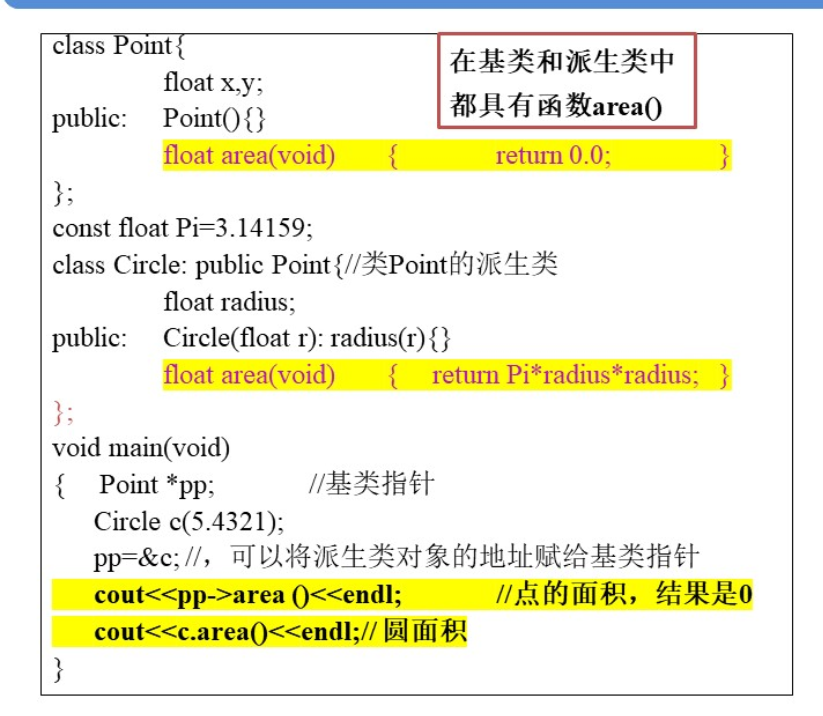 class Point{
在基类和派生类中
都具有函数area()
float x,y;
public: Point(){}
float area(void) { return 0.0; }
};
const float Pi=3.14159;
class Circle: public Point{//类Point的派生类
float radius;
public: Circle(float r): radius(r){}
float area(void) { return Pi*radius*radius; }
};
void main(void)
{ Point *pp; //基类指针
Circle c(5.4321);
pp=&c;//，可以将派生类对象的地址赋给基类指针
cout<<pp->area ()<<endl; //点的面积，结果是0
cout<<c.area()<<endl;// 圆面积
}